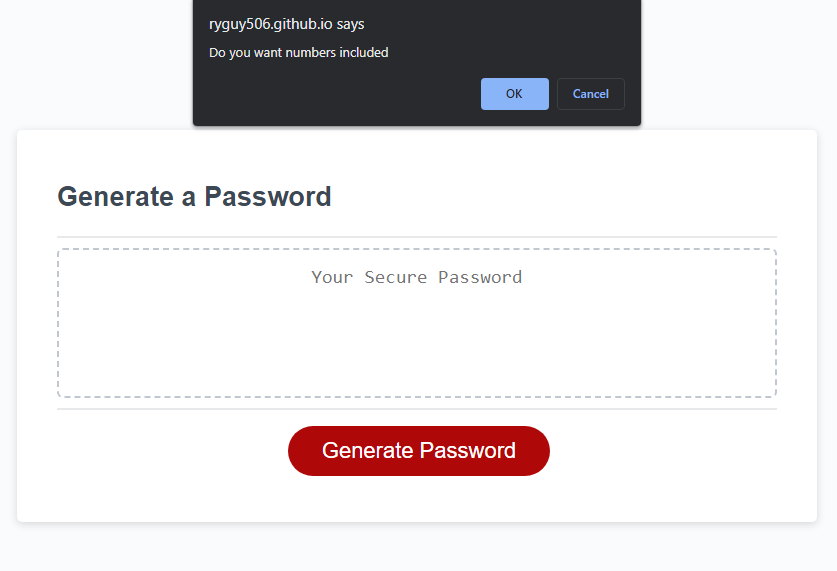 ryguy506.github.io says
Do you want numbers included
OK
Cancel
Generate a Password
Your Secure Password
Generate Password